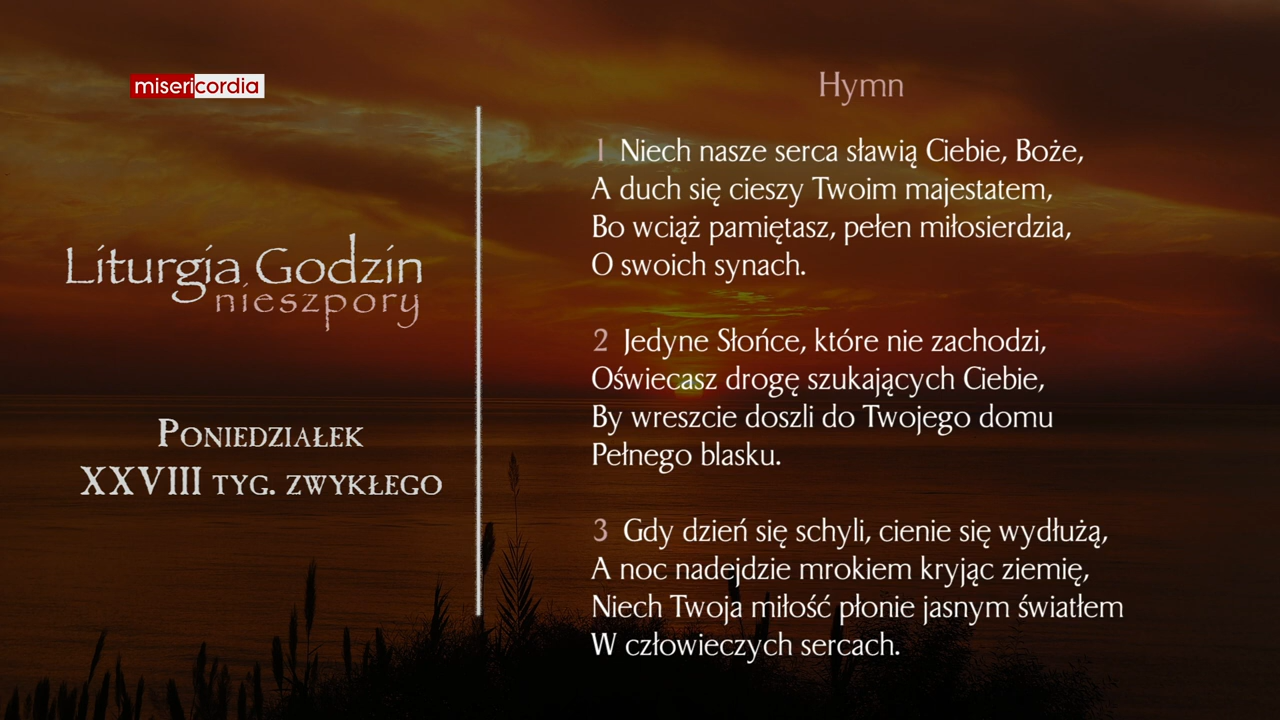 misericordia
Liturgia Godzin
nieszpory
Poniedziałek
XXVIII tyg. zwykłego
Hymn
1 Niech nasze serca sławią Ciebie, Boże,
A duch się cieszy Twoim majestatem,
Bo wciąż pamiętasz, pełen miłosierdzia,
O swoich synach.
2 Jedyne Słońce, które nie zachodzi,
Oświecasz drogę szukających Ciebie,
By wreszcie doszli do Twojego domu
Pełnego blasku.
3 Gdy dzień się schyli, cienie się wydłużą,
A noc nadejdzie mrokiem kryjąc ziemię,
Niech Twoja miłość płonie jasnym światłem
W człowieczych sercach.